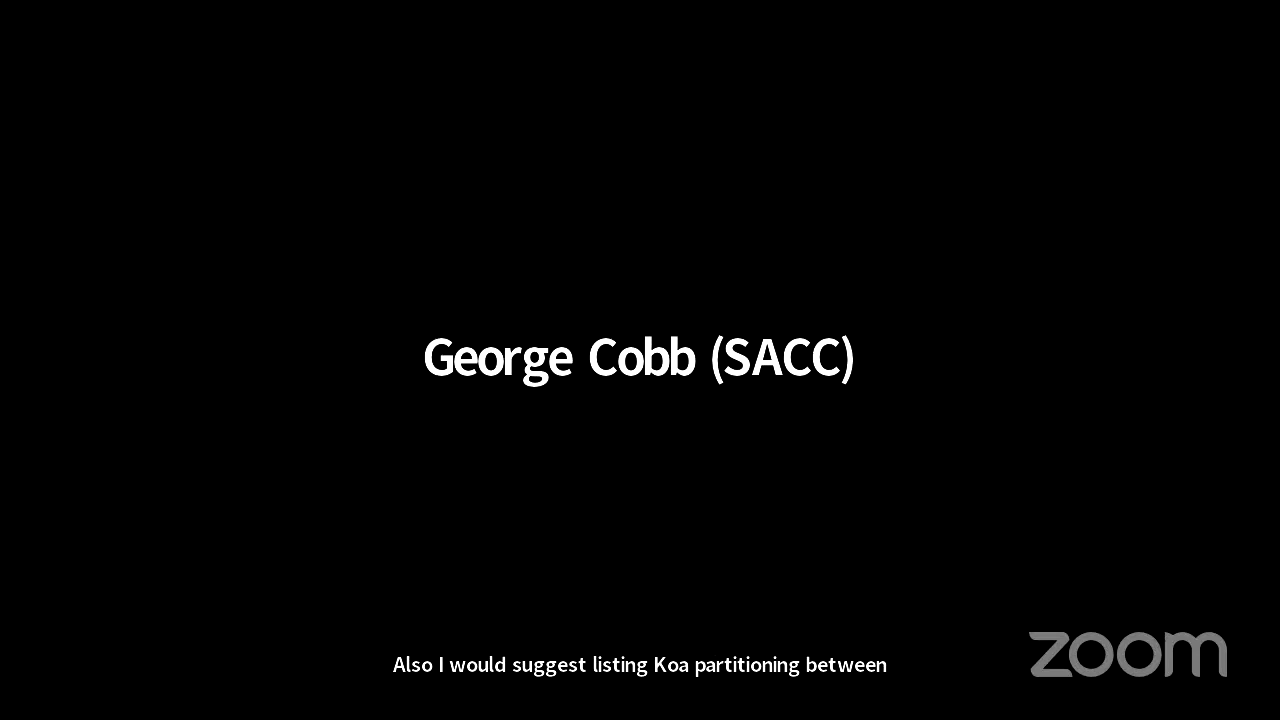 George Cobb (SACC)
Also I would suggest listing Koa partitioning between
zoom